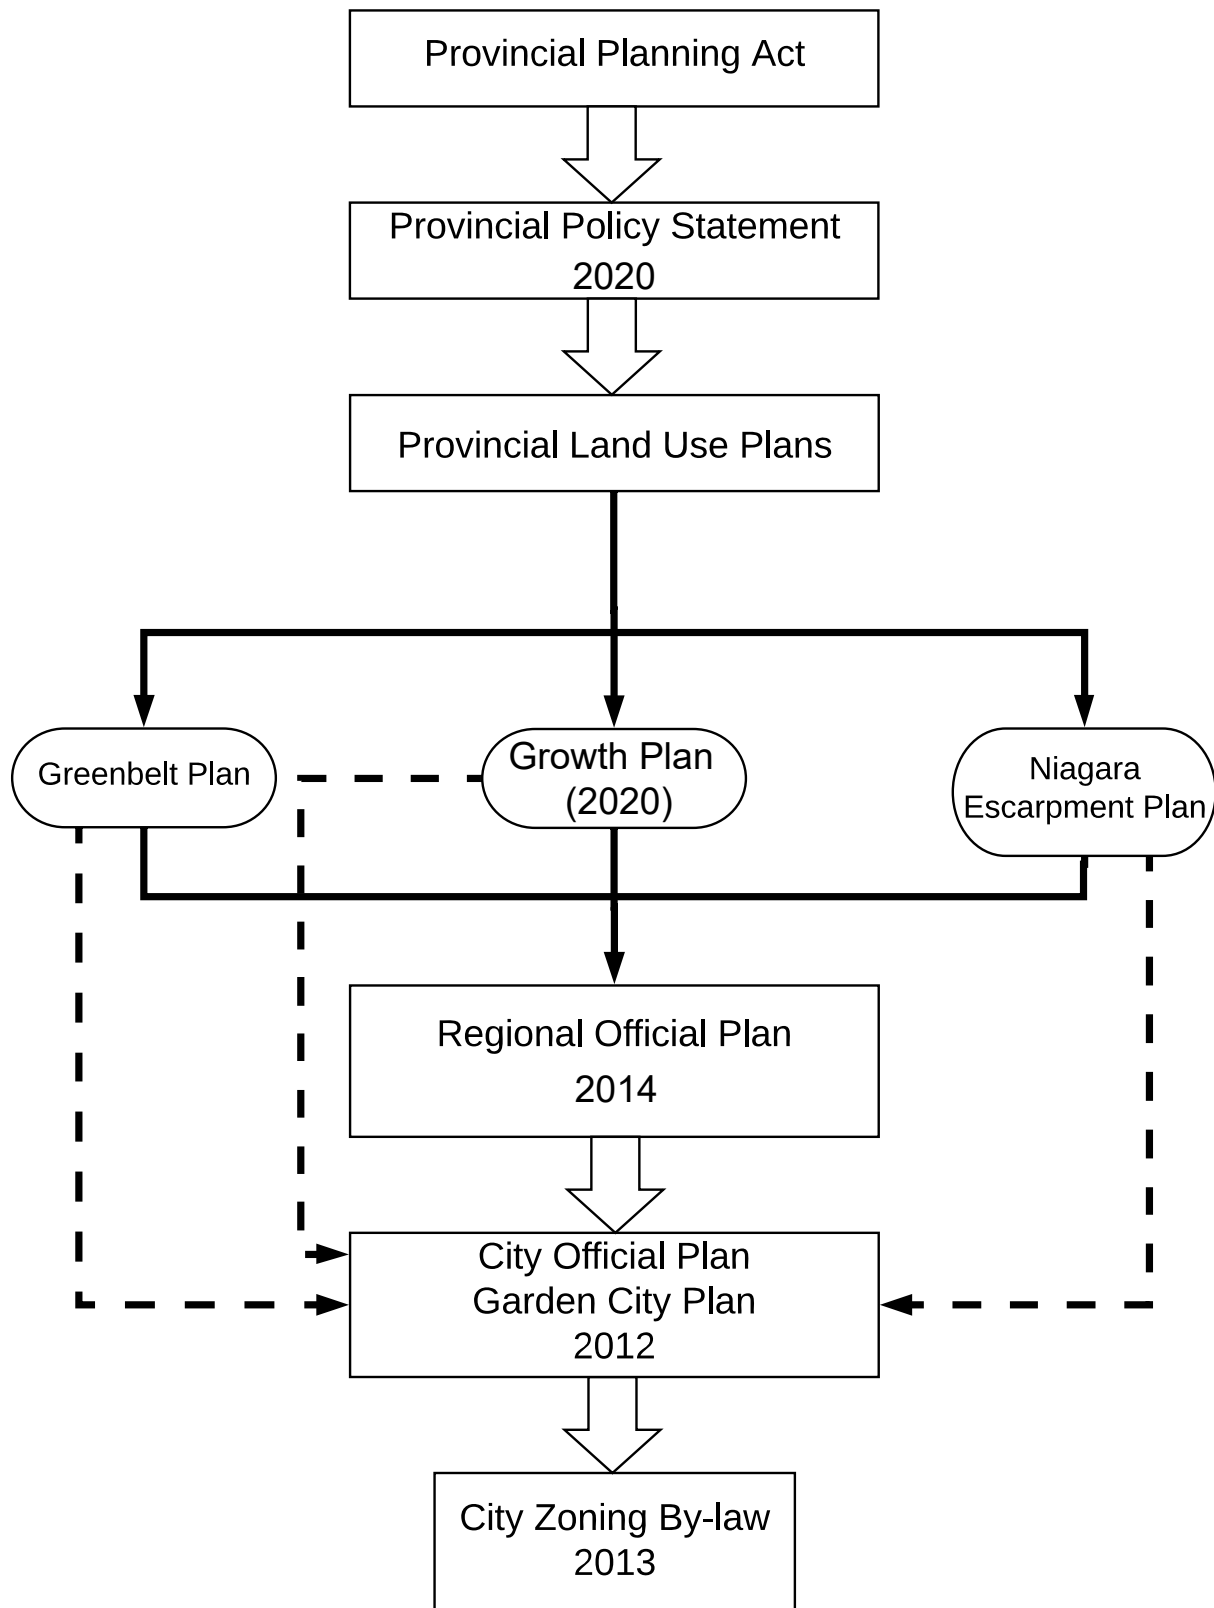 Provincial Planning Act
Provincial Policy Statement
2020
Provincial Land Use Plans
Greenbelt Plan
Growth Plan
(2020)
Niagara
Escarpment Plan
Regional Official Plan
2014
City Official Plan
Garden City Plan
2012
City Zoning By-law
2013